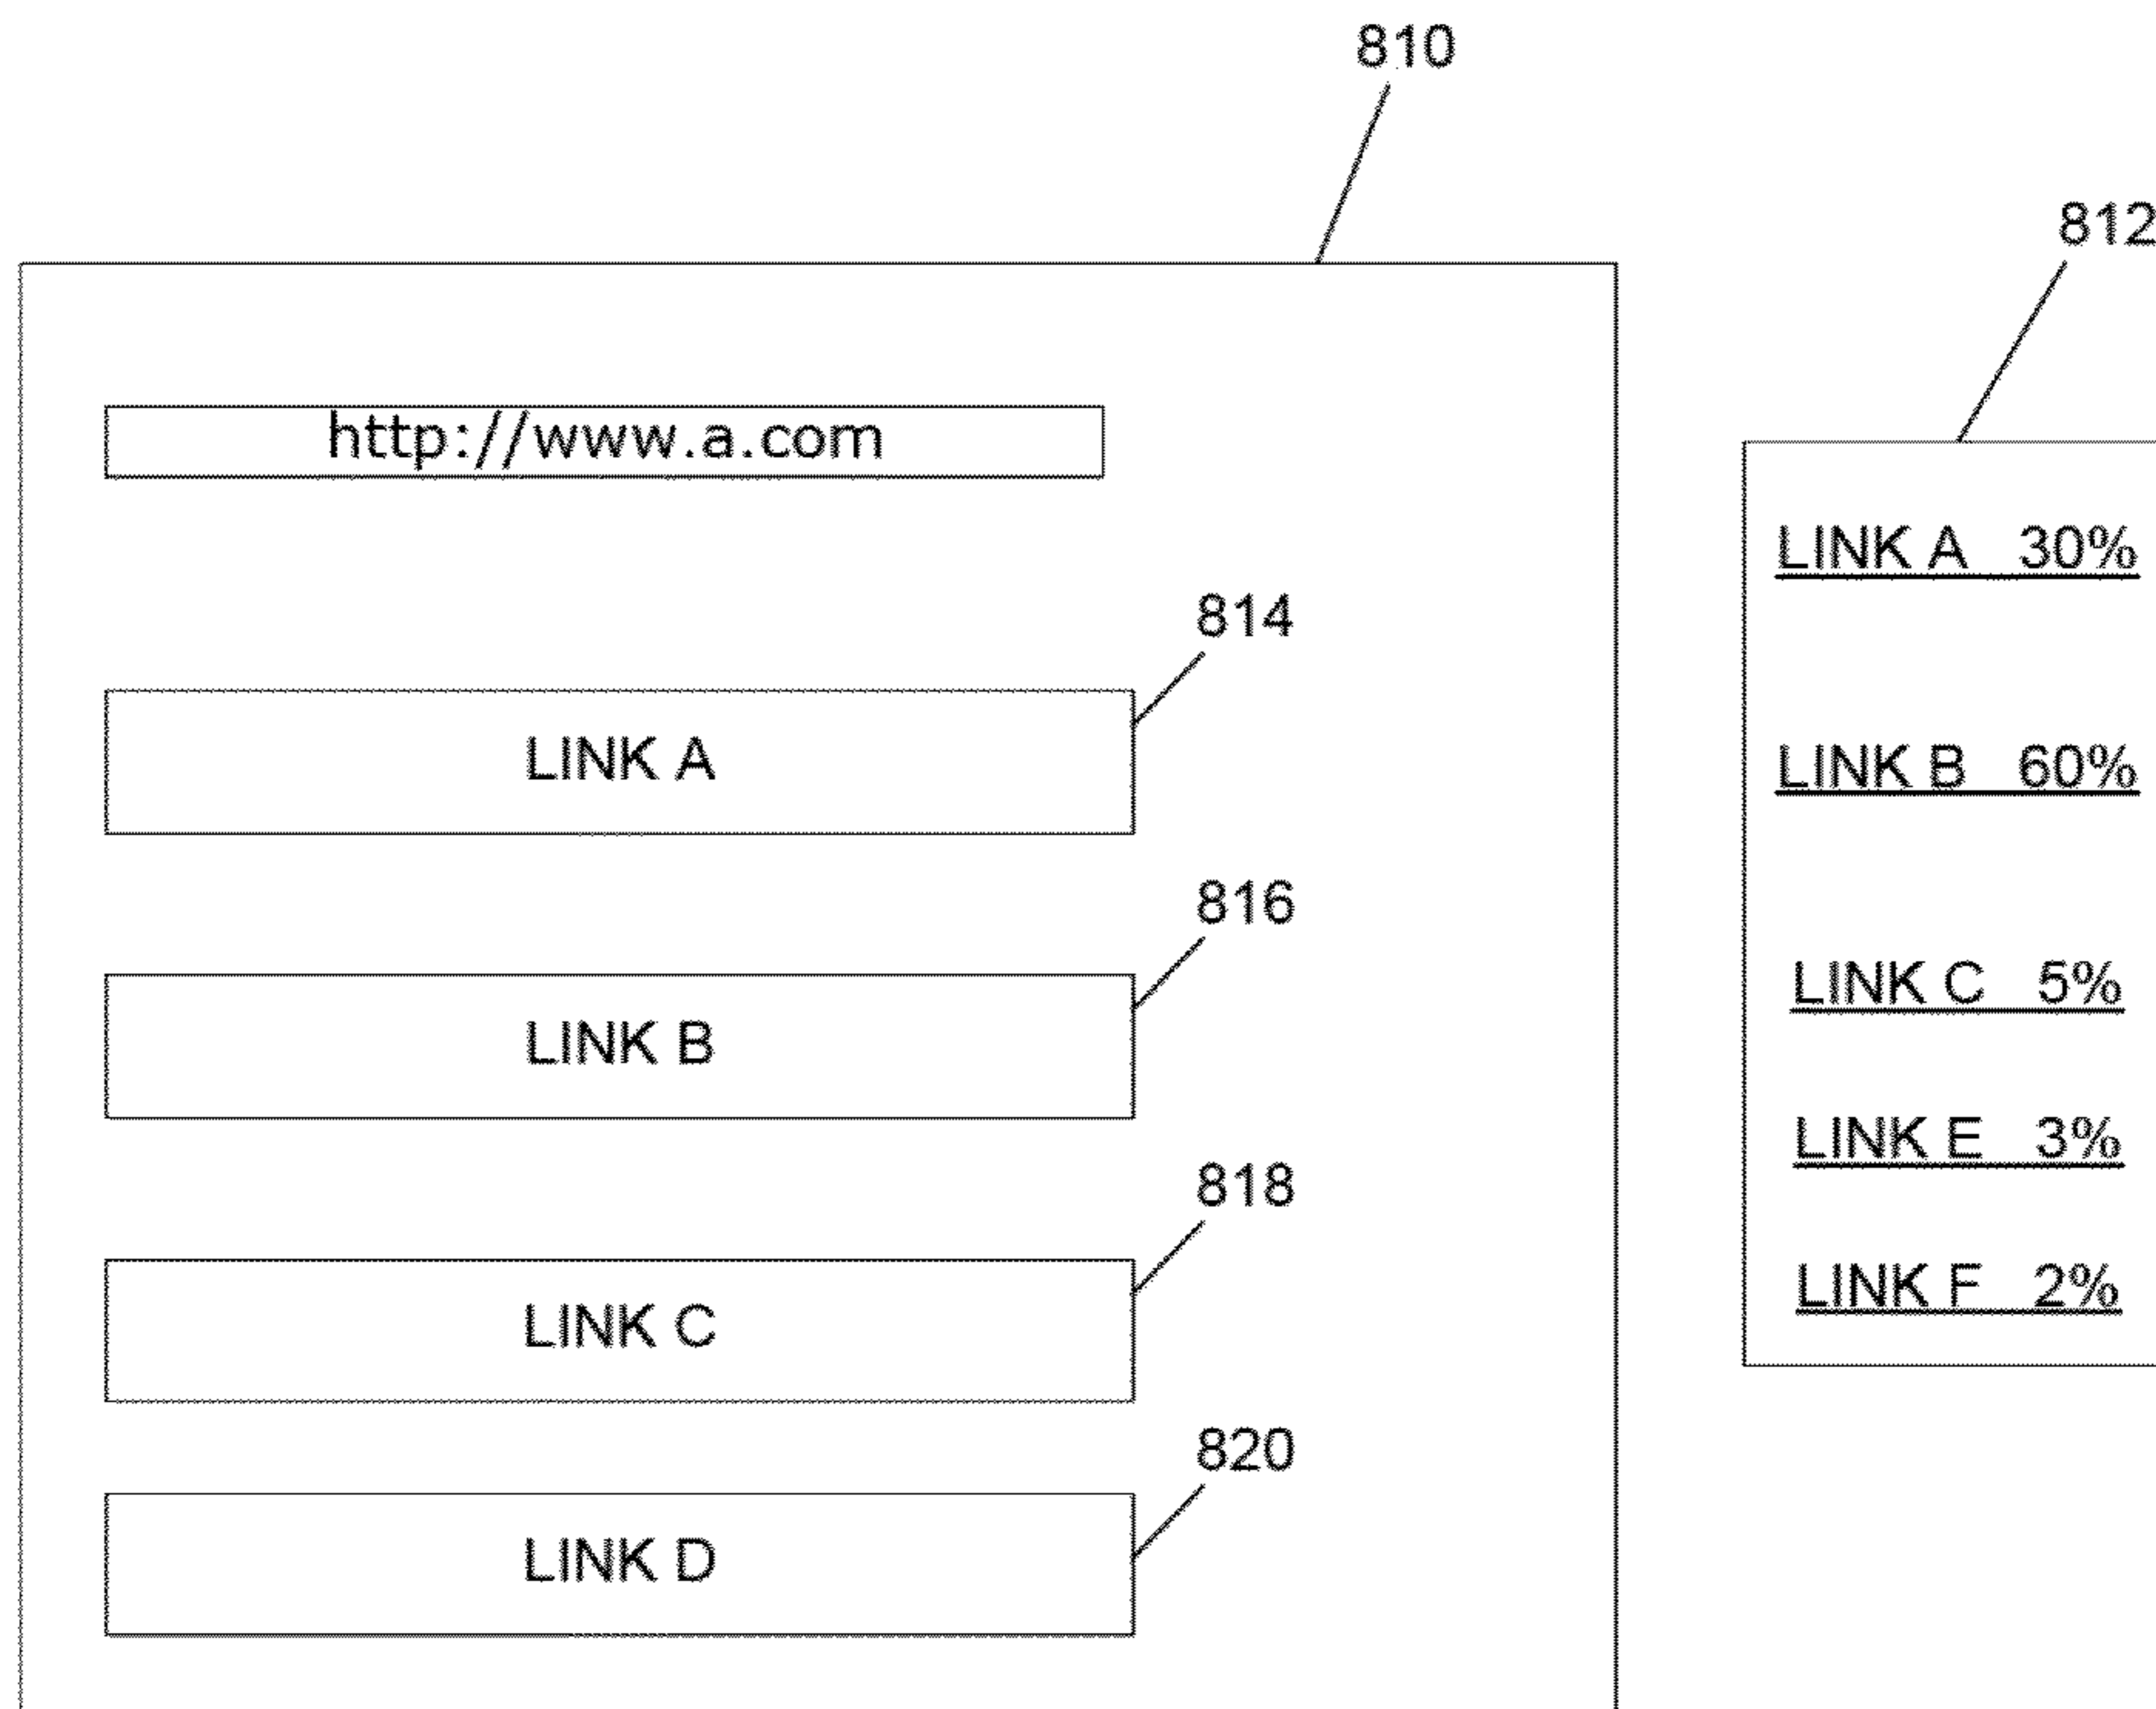 810
812
http://www.a.com
LINK A 30%
814
LINK A
LINK B 60%
816
LINK B
LINK C 5%
LINK E 3%
818
LINK C
LINK F 2%
820
LINK D